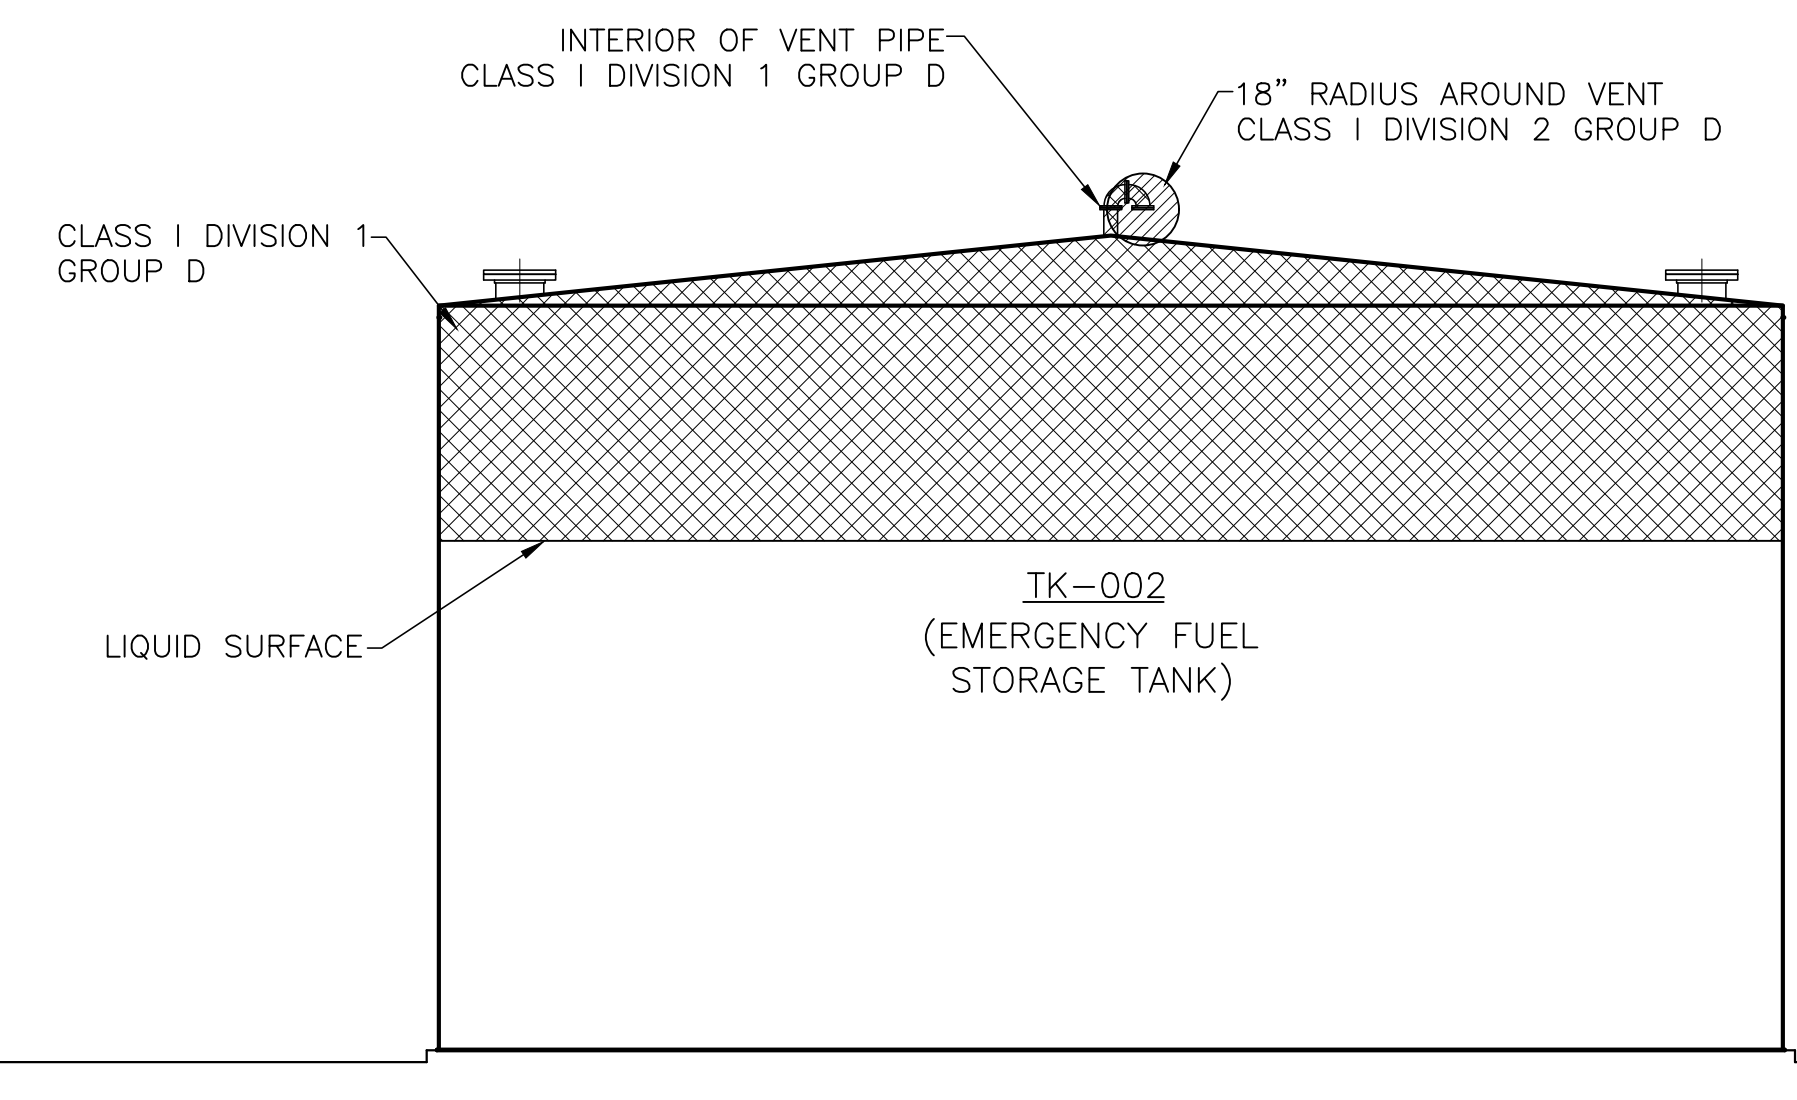 INTERIOR OF VENT PIPE
CLASS I DIVISION 1 GROUP D
18” RADIUS AROUND VENT
CLASS I DIVISION 2 GROUP D
CLASS I DIVISION 1
GROUP D
TK-002
(EMERGENCY FUEL
STORAGE TANK)
LIQUID SURFACE